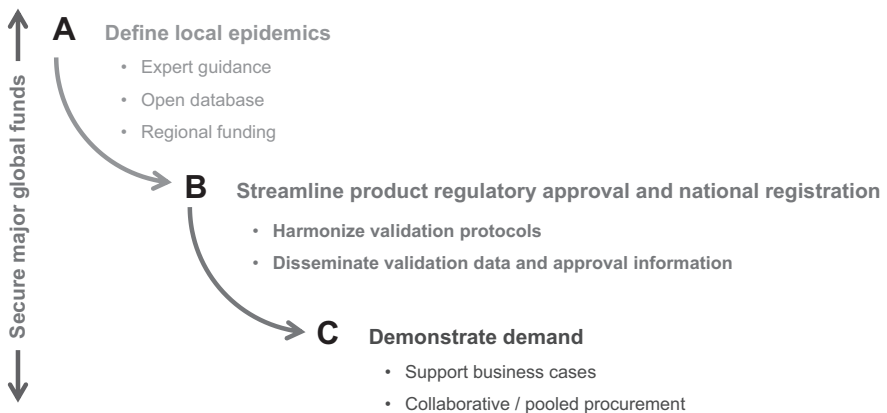 Secure major global funds
A Define local epidemics
• Expert guidance
• Open database
• Regional funding
B Streamline product regulatory approval and national registration
• Harmonize validation protocols
• Disseminate validation data and approval information
C Demonstrate demand
• Support business cases
• Collaborative / pooled procurement